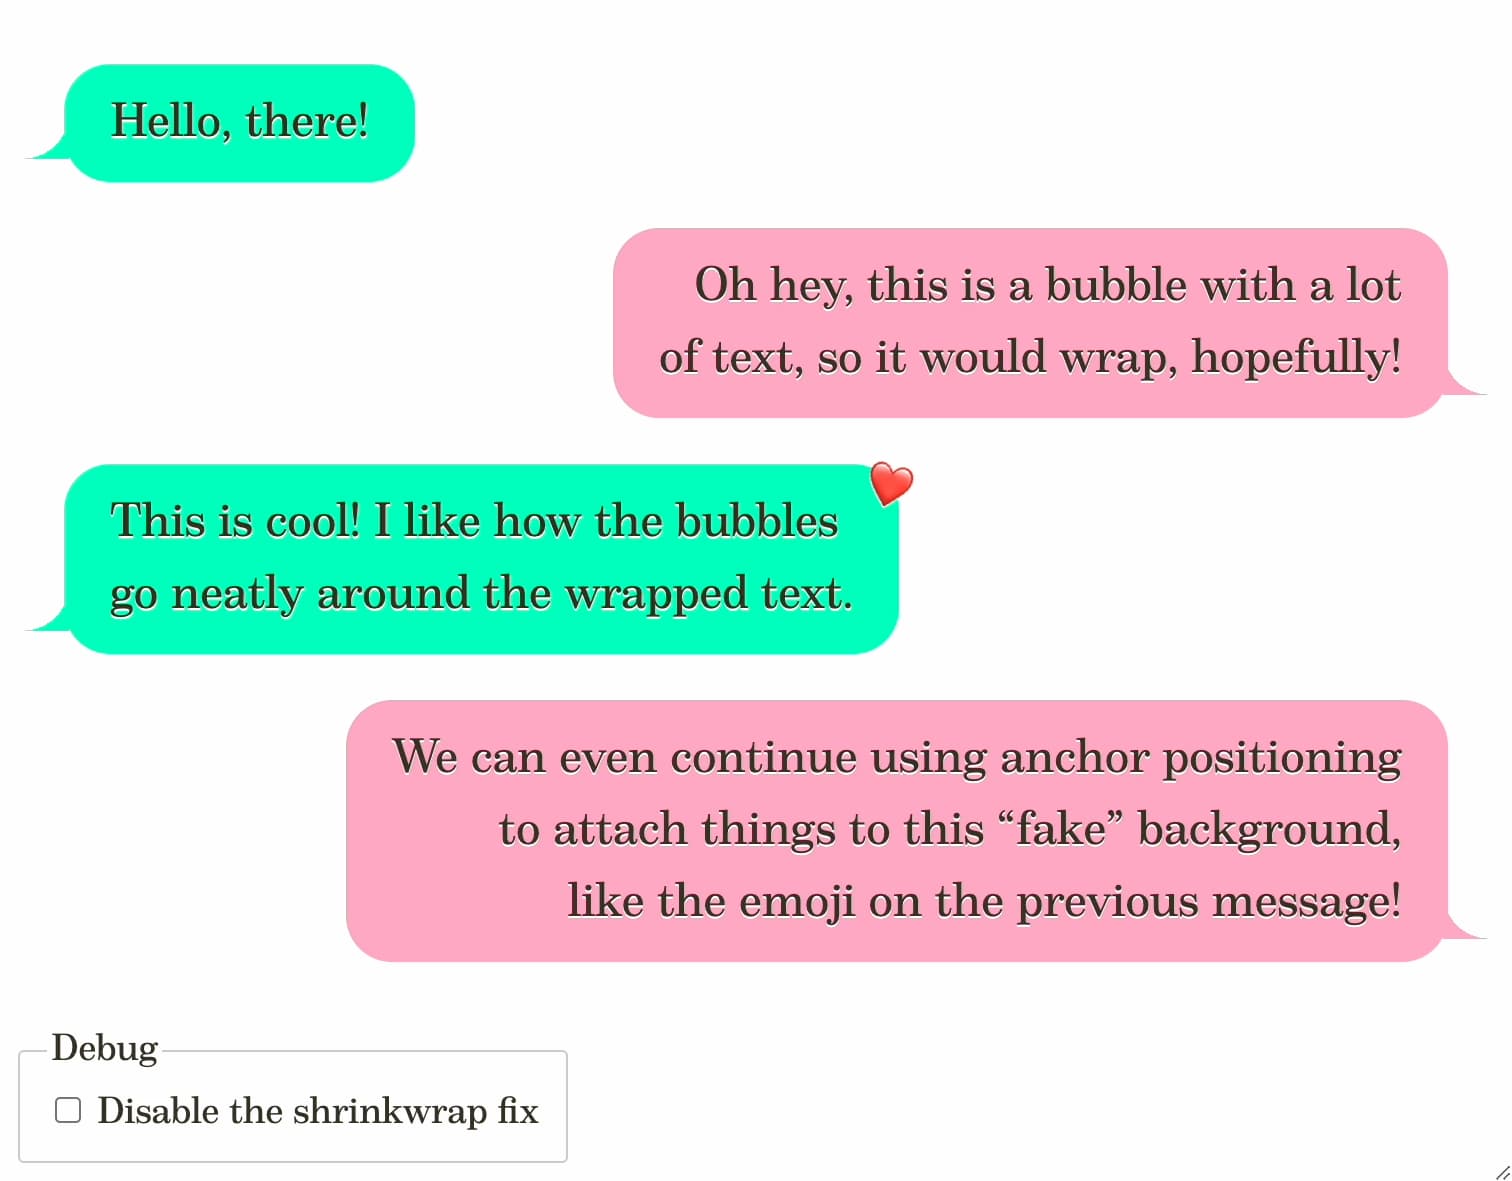 Hello, there!
Oh hey, this is a bubble with a lot
of text, so it would wrap, hopefully!
This is cool! I like how the bubbles
go neatly around the wrapped text.
We can even continue using anchor positioning
to attach things to this “fake” background,
like the emoji on the previous message!
Debug
Disable the shrinkwrap fix